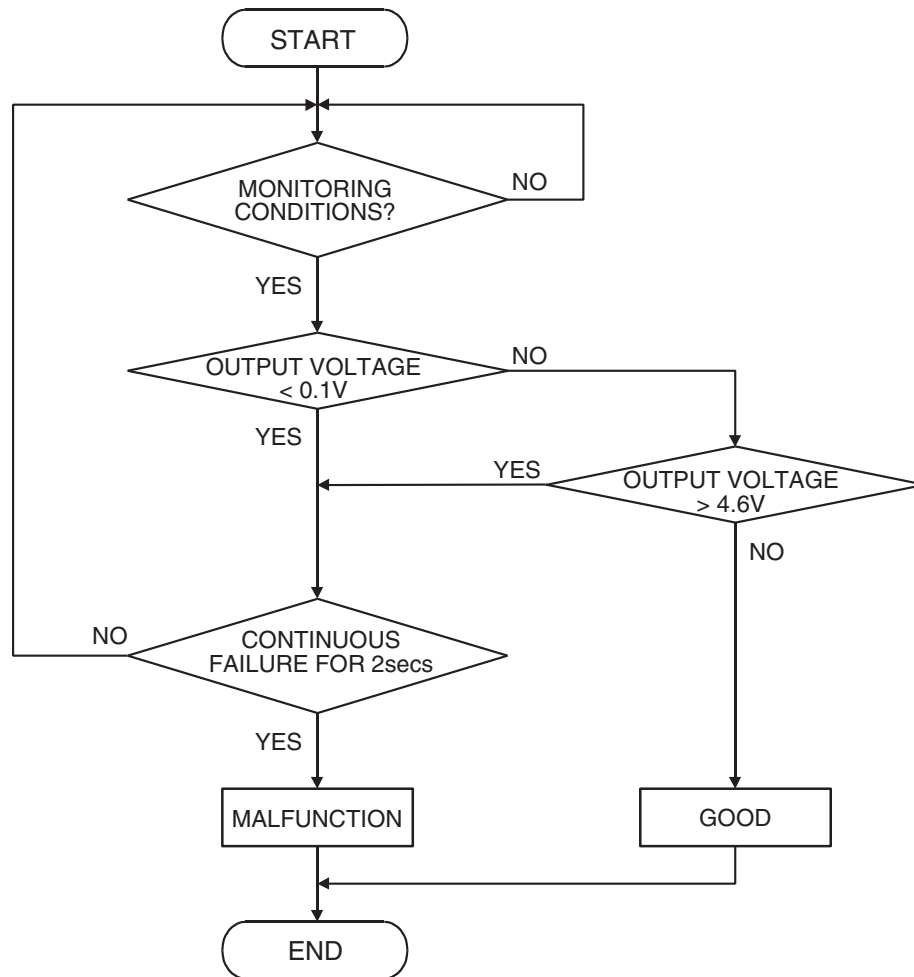 START
MONITORING
CONDITIONS?
NO
YES
OUTPUT VOLTAGE
< 0.1V
NO
YES
YES
OUTPUT VOLTAGE
> 4.6V
NO
NO
CONTINUOUS
FAILURE FOR 2secs
YES
MALFUNCTION
GOOD
END